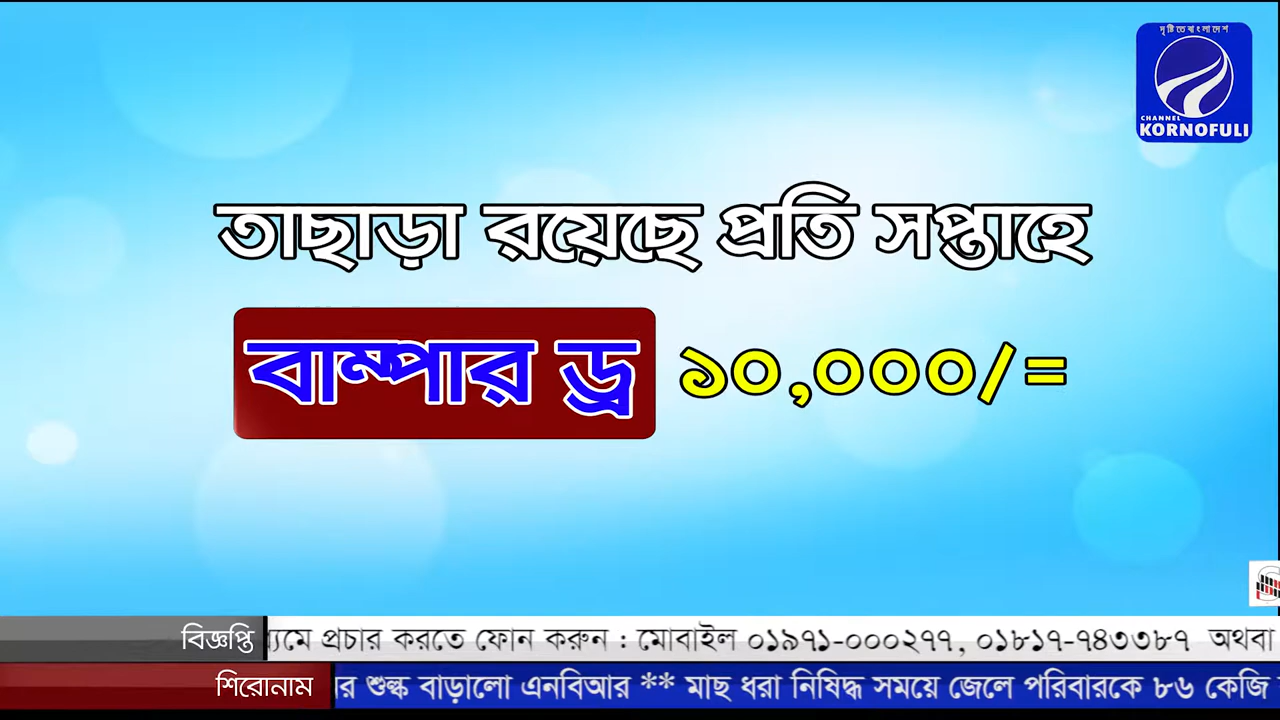 দৃষ্টিতে বাংলাদেশ
CHANNEL
KORNOFULI
তাছাড়া রয়েছে প্রতি সপ্তাহে
বাম্পার ড্র ১০,০০০/=
বিজ্ঞপ্তি
মে প্রচার করতে ফোন করুন : মোবাইল ০১৯৭১-০০০২৭৭, ০১৮১৭-৭৪৩৩৮৭ অথবা
শিরোনাম
র শুল্ক বাড়ালো এনবিআর ** মাছ ধরা নিষিদ্ধ সময়ে জেলে পরিবারকে ৮৬ কেজি